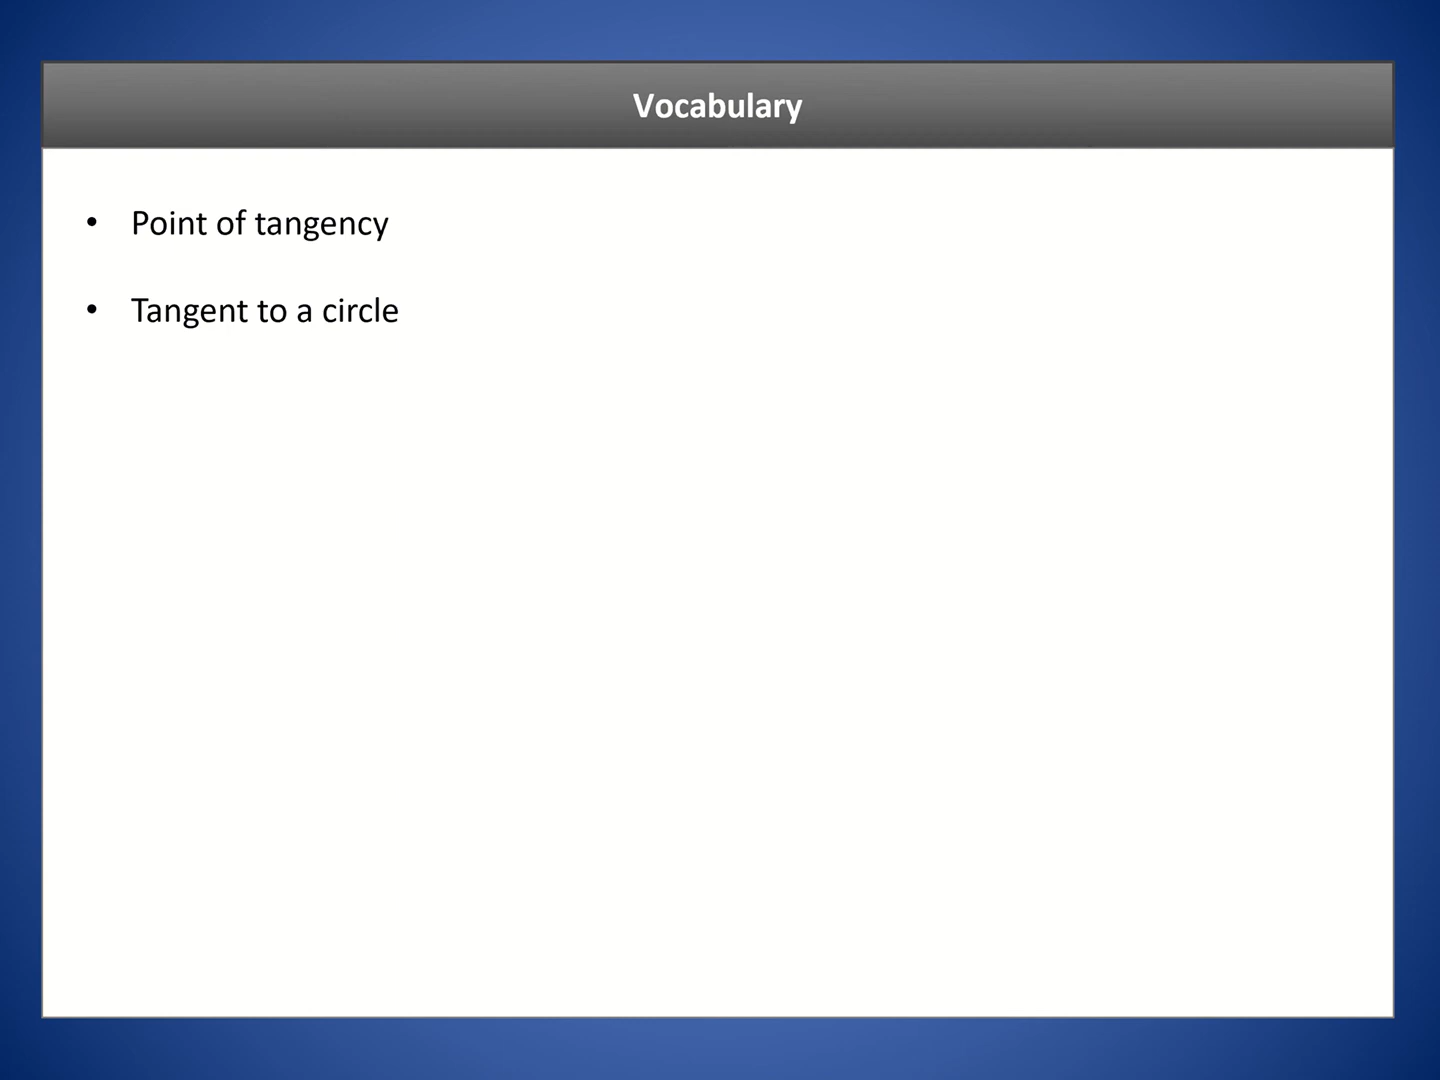 Vocabulary
• Point of tangency
• Tangent to a circle